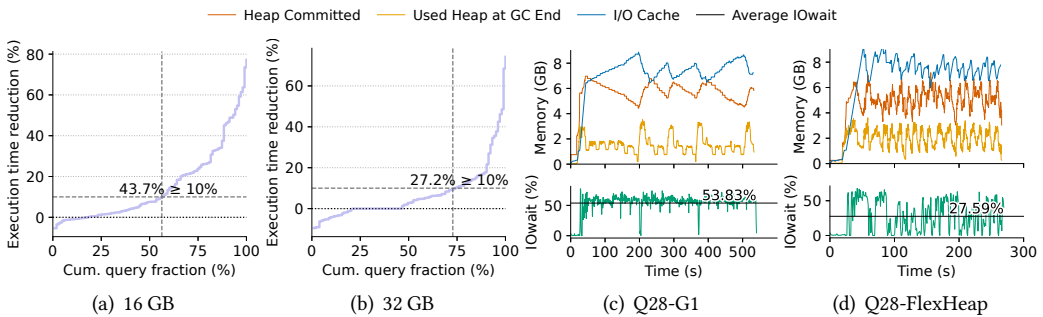 Heap Committed Used Heap at GC End I/O Cache Average IOwait
Execution time reduction (%)
80
60
40
20
0
43.7% ≥ 10%
0 25 50 75 100
Cum. query fraction (%)
(a) 16 GB
Execution time reduction (%)
60
40
20
0
27.2% ≥ 10%
0 25 50 75 100
Cum. query fraction (%)
(b) 32 GB
Memory (GB)
8
6
4
2
0
IOwait (%)
50
0
53.83%
0 100 200 300 400 500
Time (s)
(c) Q28-G1
Memory (GB)
8
6
4
2
0
IOwait (%)
50
0
27.59%
0 100 200 300
Time (s)
(d) Q28-FlexHeap